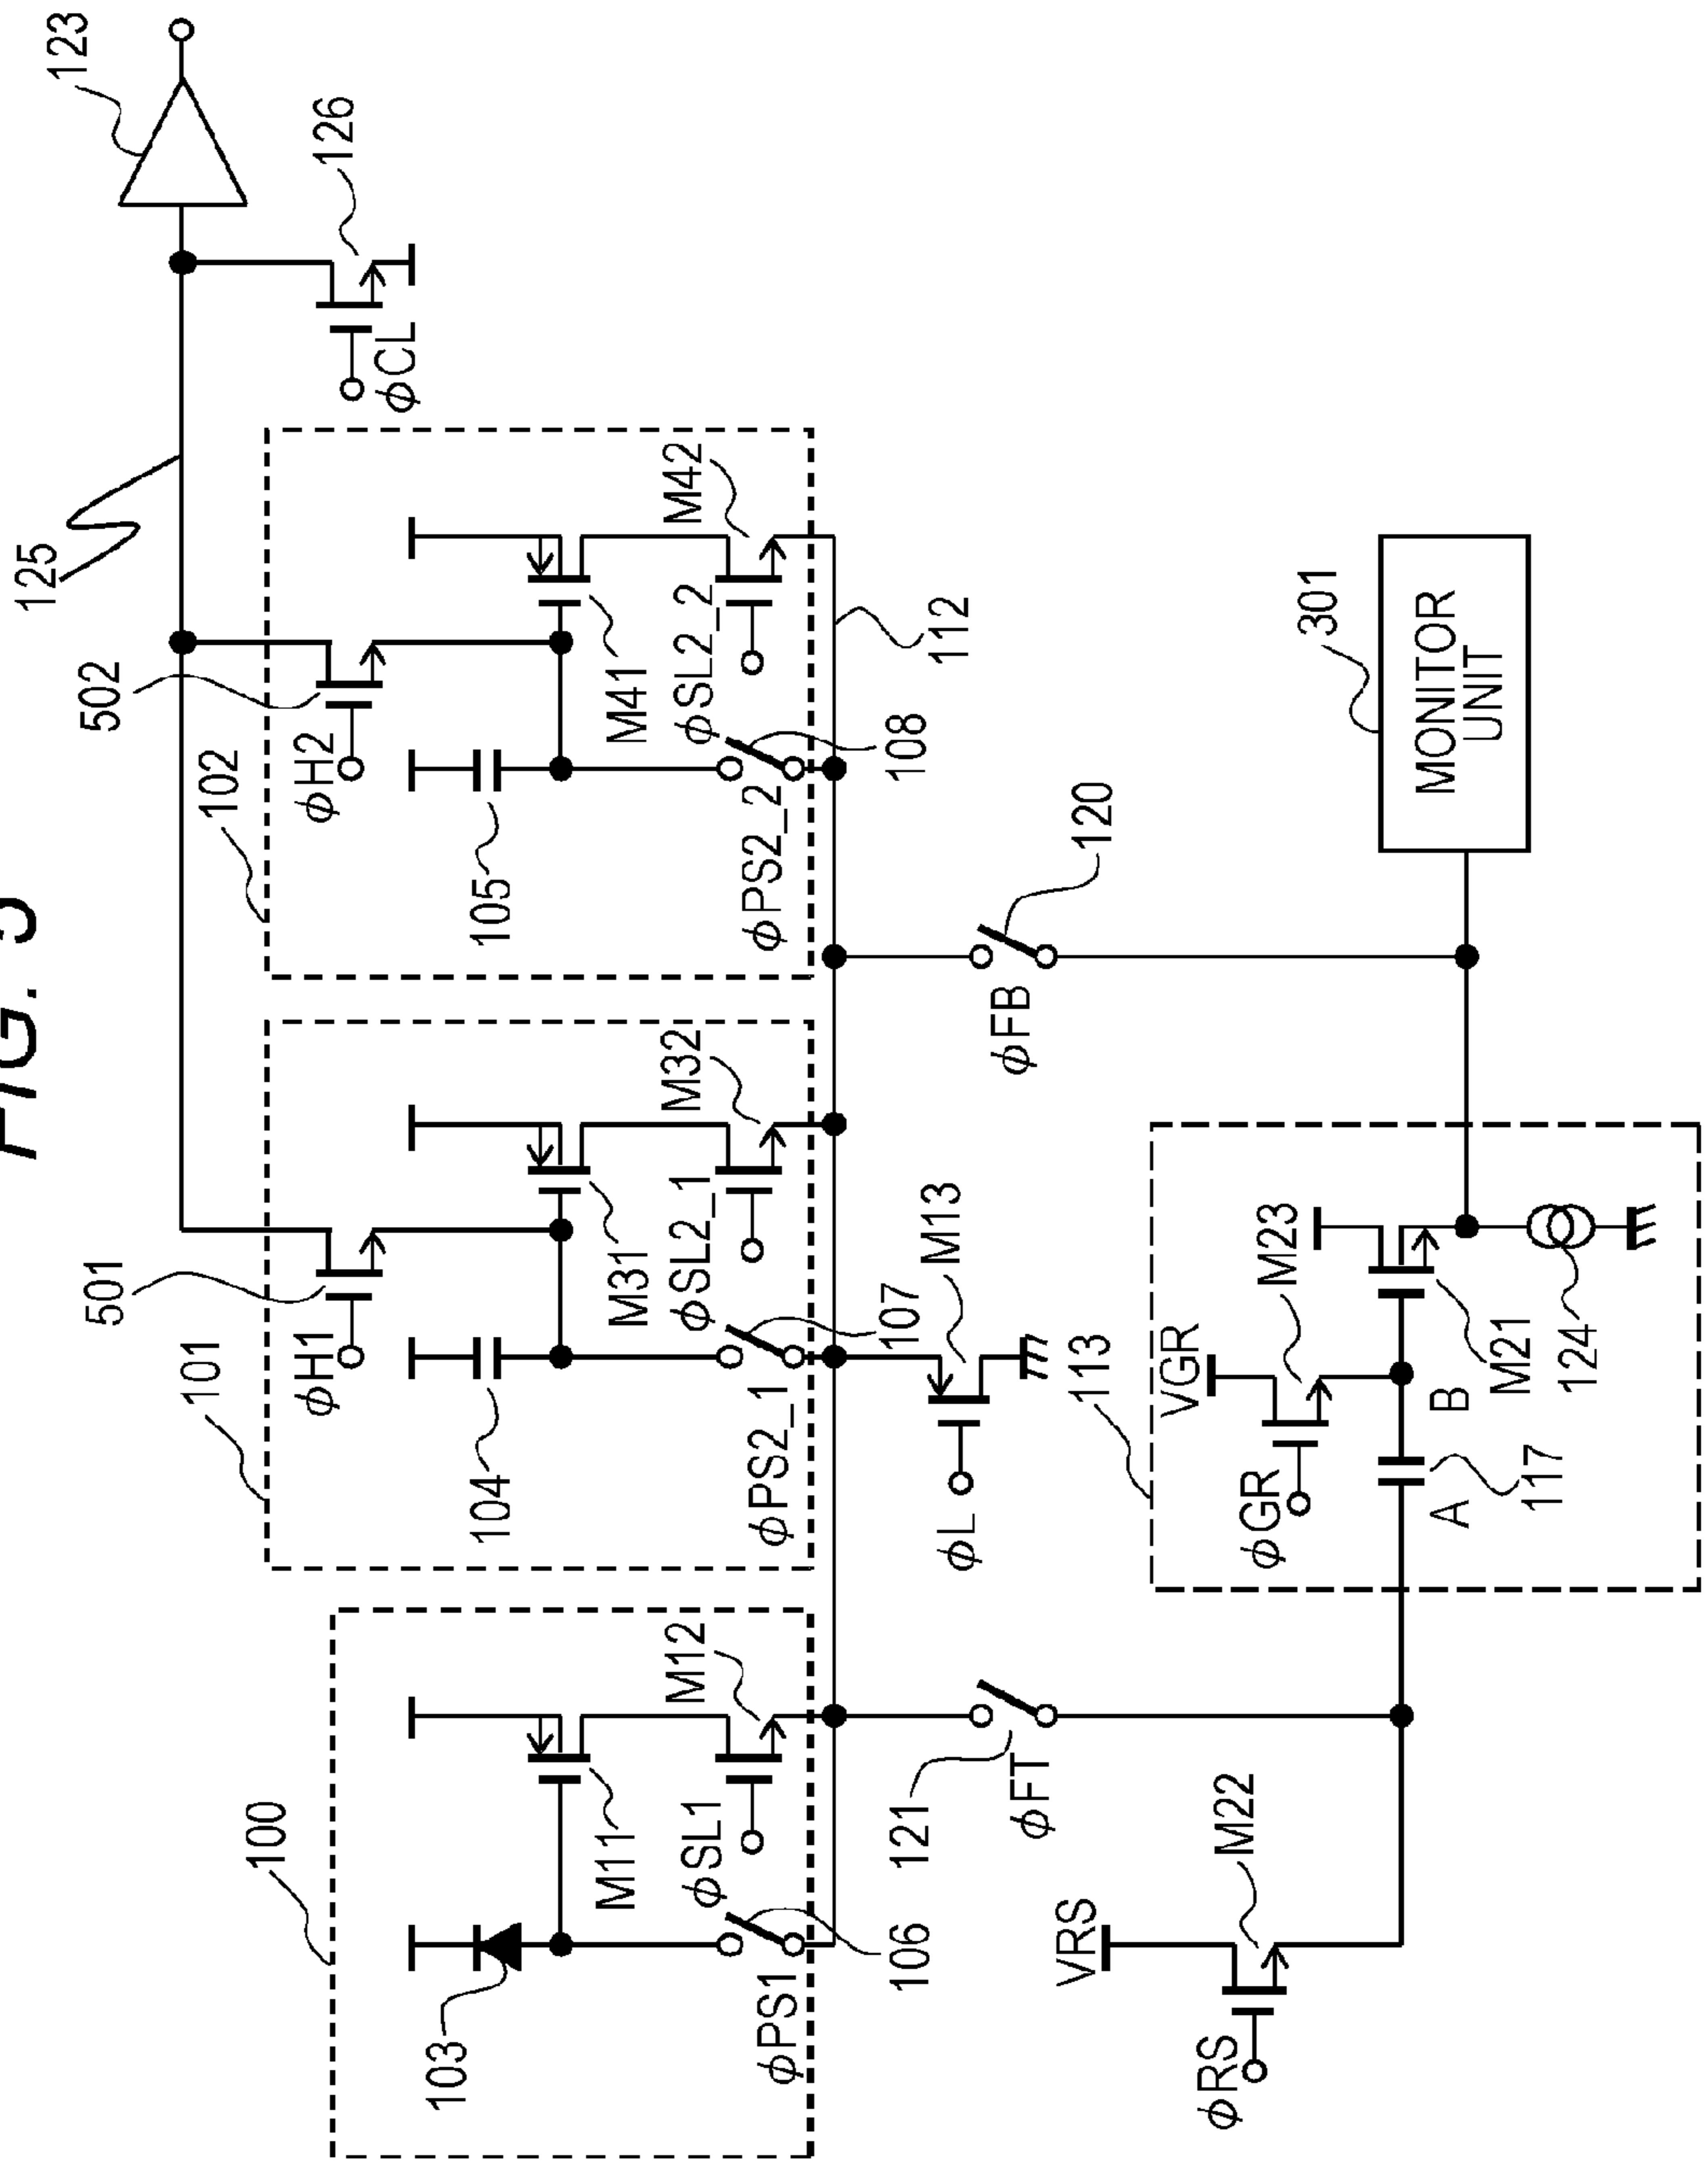 FIG.
125
123
501
502
101
102
100
φH1
φH2
126
φCL
103
104
105
M11
M31
M41
M12
M32
M42
φSL1
φSL2_1
φSL2_2
φPS1
φPS2_1
φPS2_2
106
107
108
112
121
φL
M13
φFT
φFB
120
VRS
113
φRS
M22
VGR
φGR
M23
301
MONITOR
UNIT
A
B
117
M21
124